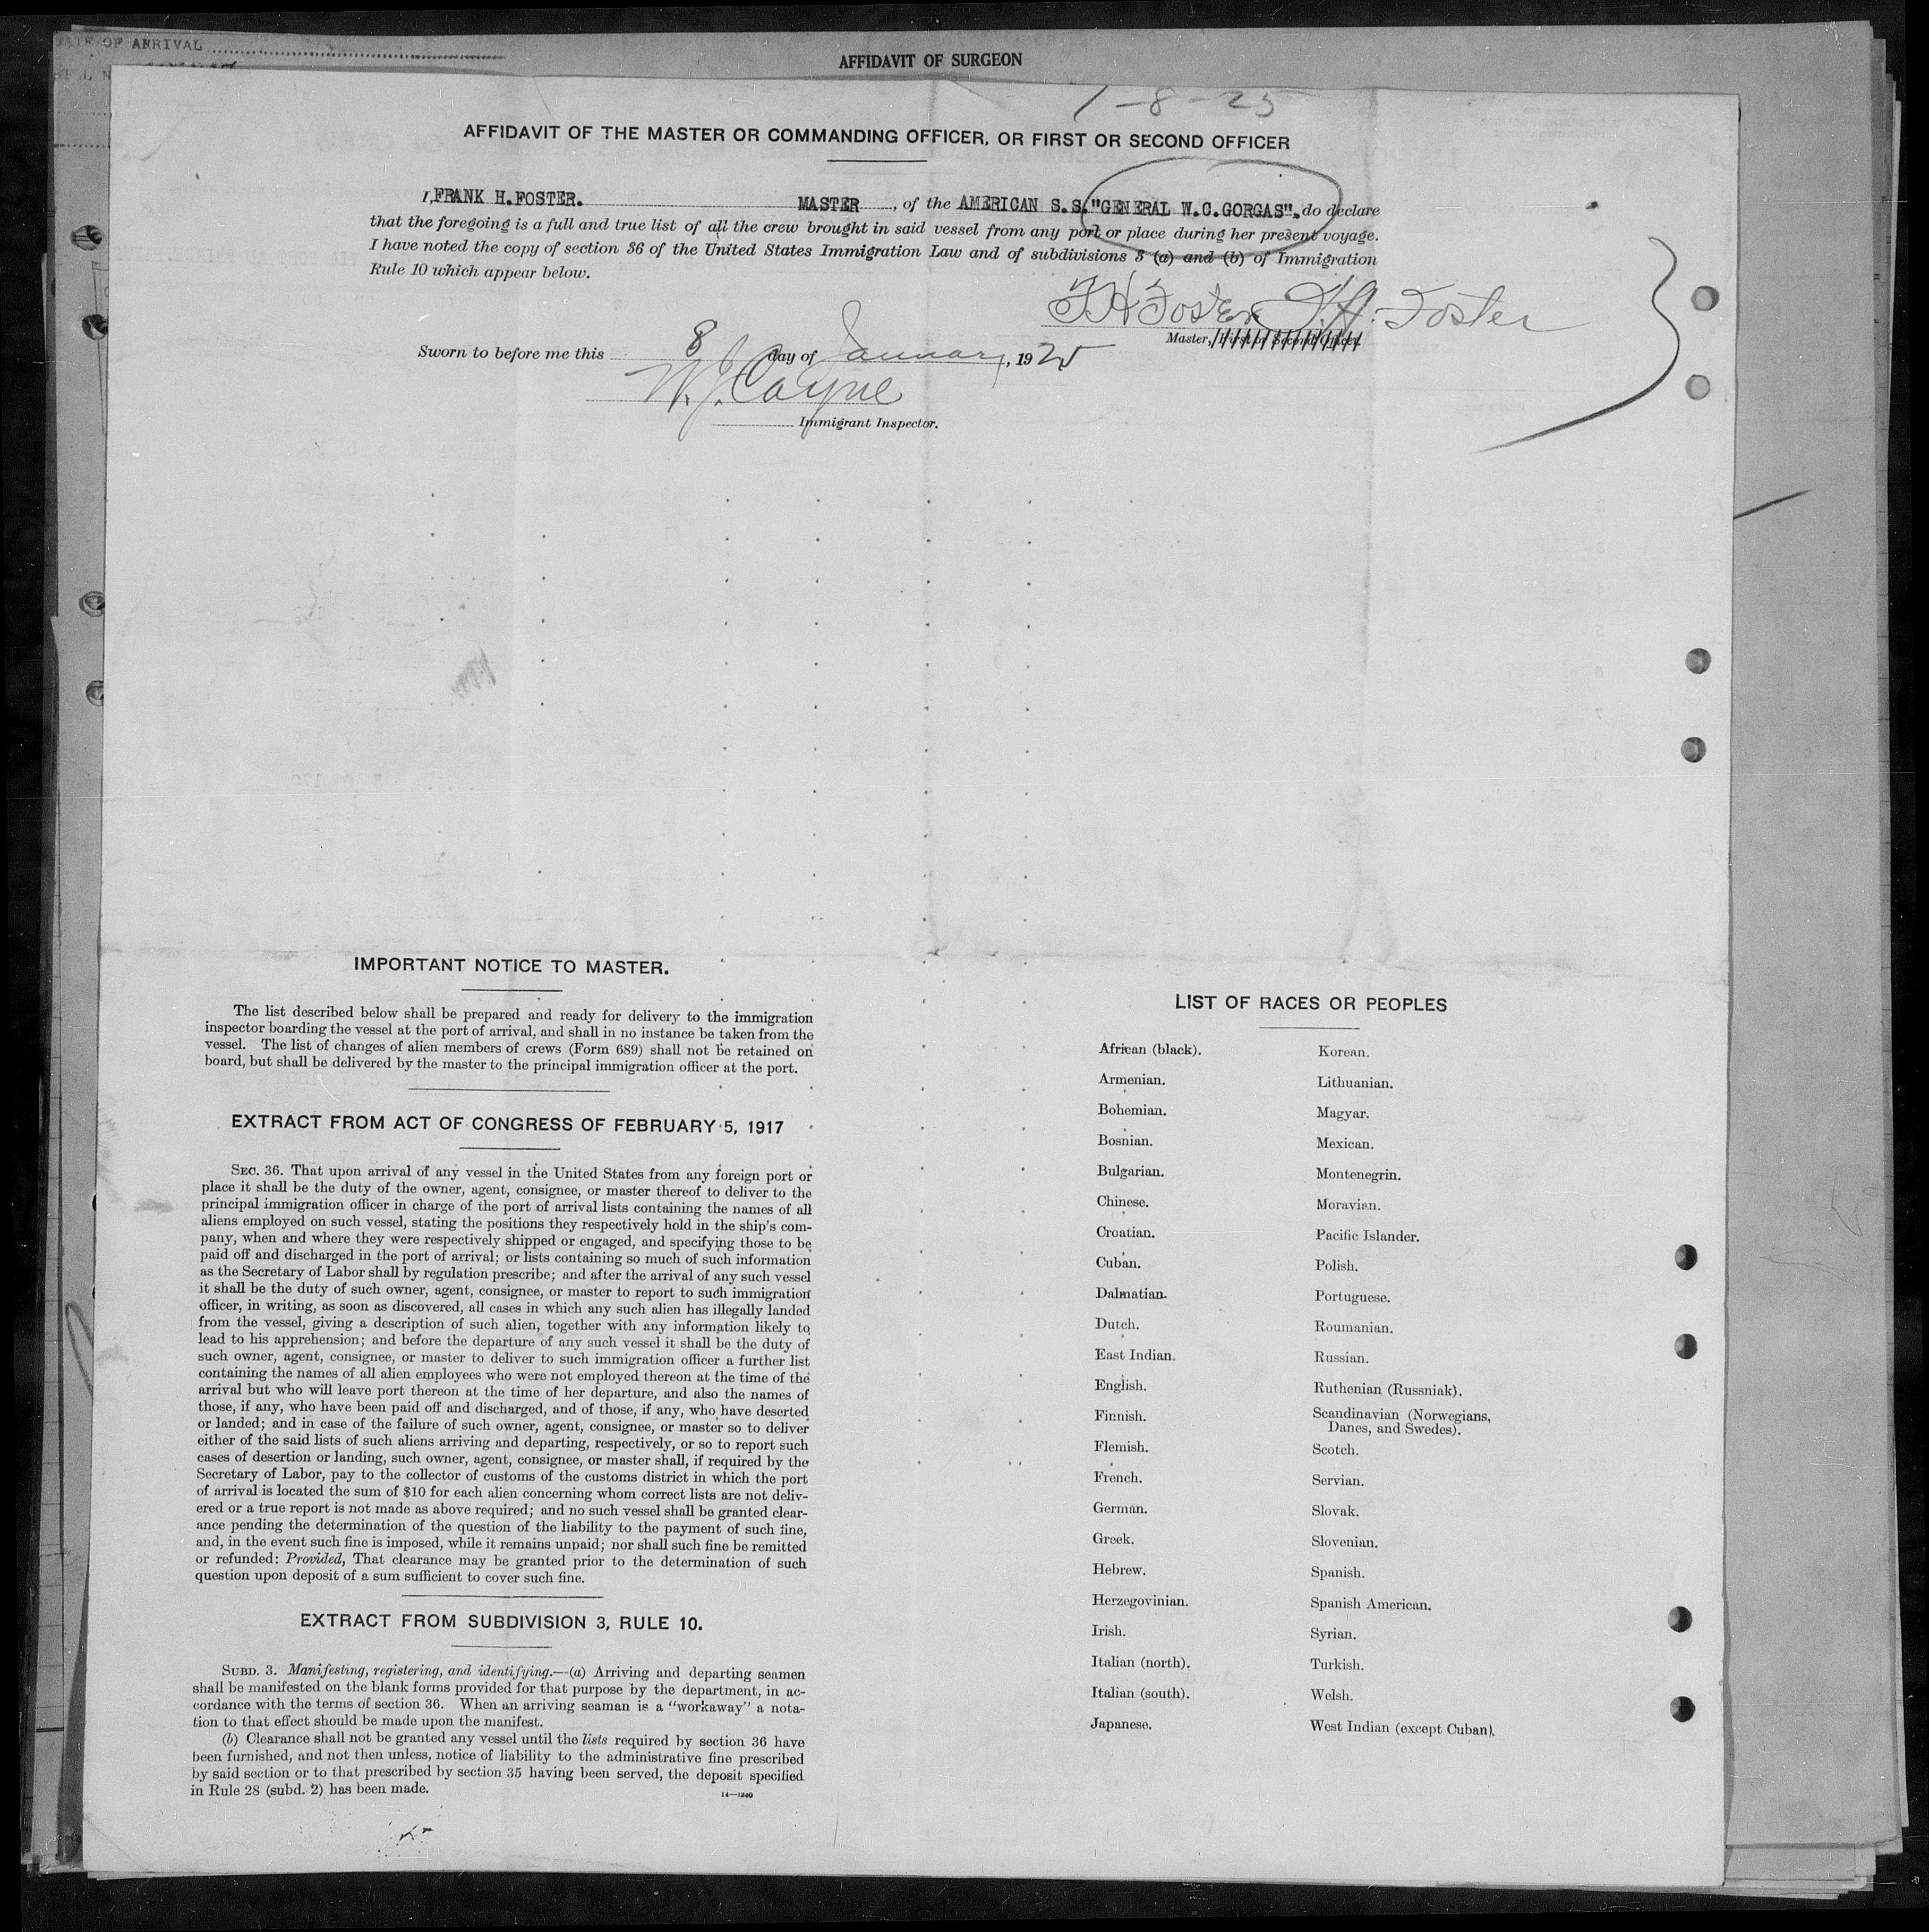 DATE OF ARRIVAL
AFFIDAVIT OF SURGEON
1-8-25
AFFIDAVIT OF THE MASTER OR COMMANDING OFFICER, OR FIRST OR SECOND OFFICER
I, FRANK H. FOSTER. MASTER, of the AMERICAN S.S. "GENERAL W.C.GORGAS". do declare
that the foregoing is a full and true list of all the crew brought in said vessel from any port or place during her present voyage.
I have noted the copy of section 36 of the United States Immigration Law and of subdivisions 3 (a) and (b) of Immigration
Rule 10 which appear below.
F H Foster F. H. Foster
Master, First or Second Officer.
Sworn to before me this 8 day of January, 1925
W. J. Cayne
Immigrant Inspector.
IMPORTANT NOTICE TO MASTER.
The list described below shall be prepared and ready for delivery to the immigration
inspector boarding the vessel at the port of arrival, and shall in no instance be taken from the
vessel. The list of changes of alien members of crews (Form 689) shall not be retained on
board, but shall be delivered by the master to the principal immigration officer at the port.
EXTRACT FROM ACT OF CONGRESS OF FEBRUARY 5, 1917
SEC. 36. That upon arrival of any vessel in the United States from any foreign port or
place it shall be the duty of the owner, agent, consignee, or master thereof to deliver to the
principal immigration officer in charge of the port of arrival lists containing the names of all
aliens employed on such vessel, stating the positions they respectively hold in the ship's com-
pany, when and where they were respectively shipped or engaged, and specifying those to be
paid off and discharged in the port of arrival; or lists containing so much of such information
as the Secretary of Labor shall by regulation prescribe; and after the arrival of any such vessel
it shall be the duty of such owner, agent, consignee, or master to report to such immigration
officer, in writing, as soon as discovered, all cases in which any such alien has illegally landed
from the vessel, giving a description of such alien, together with any information likely to
lead to his apprehension; and before the departure of any such vessel it shall be the duty of
such owner, agent, consignee, or master to deliver to such immigration officer a further list
containing the names of all alien employees who were not employed thereon at the time of the
arrival but who will leave port thereon at the time of her departure, and also the names of
those, if any, who have been paid off and discharged, and of those, if any, who have deserted
or landed; and in case of the failure of such owner, agent, consignee, or master so to deliver
either of the said lists of such aliens arriving and departing, respectively, or so to report such
cases of desertion or landing, such owner, agent, consignee, or master shall, if required by the
Secretary of Labor, pay to the collector of customs of the customs district in which the port
of arrival is located the sum of $10 for each alien concerning whom correct lists are not deliv-
ered or a true report is not made as above required; and no such vessel shall be granted clear-
ance pending the determination of the question of the liability to the payment of such fine,
and, in the event such fine is imposed, while it remains unpaid; nor shall such fine be remitted
or refunded: Provided, That clearance may be granted prior to the determination of such
question upon deposit of a sum sufficient to cover such fine.
EXTRACT FROM SUBDIVISION 3, RULE 10.
SUBD. 3. Manifesting, registering, and identifying.—(a) Arriving and departing seamen
shall be manifested on the blank forms provided for that purpose by the department, in ac-
cordance with the terms of section 36. When an arriving seaman is a "workaway" a nota-
tion to that effect should be made upon the manifest.
(b) Clearance shall not be granted any vessel until the lists required by section 36 have
been furnished, and not then unless, notice of liability to the administrative fine prescribed
by said section or to that prescribed by section 35 having been served, the deposit specified
in Rule 28 (subd. 2) has been made.
14—1240
LIST OF RACES OR PEOPLES
African (black).
Armenian.
Bohemian.
Bosnian.
Bulgarian.
Chinese.
Croatian.
Cuban.
Dalmatian.
Dutch.
East Indian.
English.
Finnish.
Flemish.
French.
German.
Greek.
Hebrew.
Herzegovinian.
Irish.
Italian (north).
Italian (south).
Japanese.
Korean.
Lithuanian.
Magyar.
Mexican.
Montenegrin.
Moravian.
Pacific Islander.
Polish.
Portuguese.
Roumanian.
Russian.
Ruthenian (Russniak).
Scandinavian (Norwegians,
Danes, and Swedes).
Scotch.
Servian.
Slovak.
Slovenian.
Spanish.
Spanish American.
Syrian.
Turkish.
Welsh.
West Indian (except Cuban).